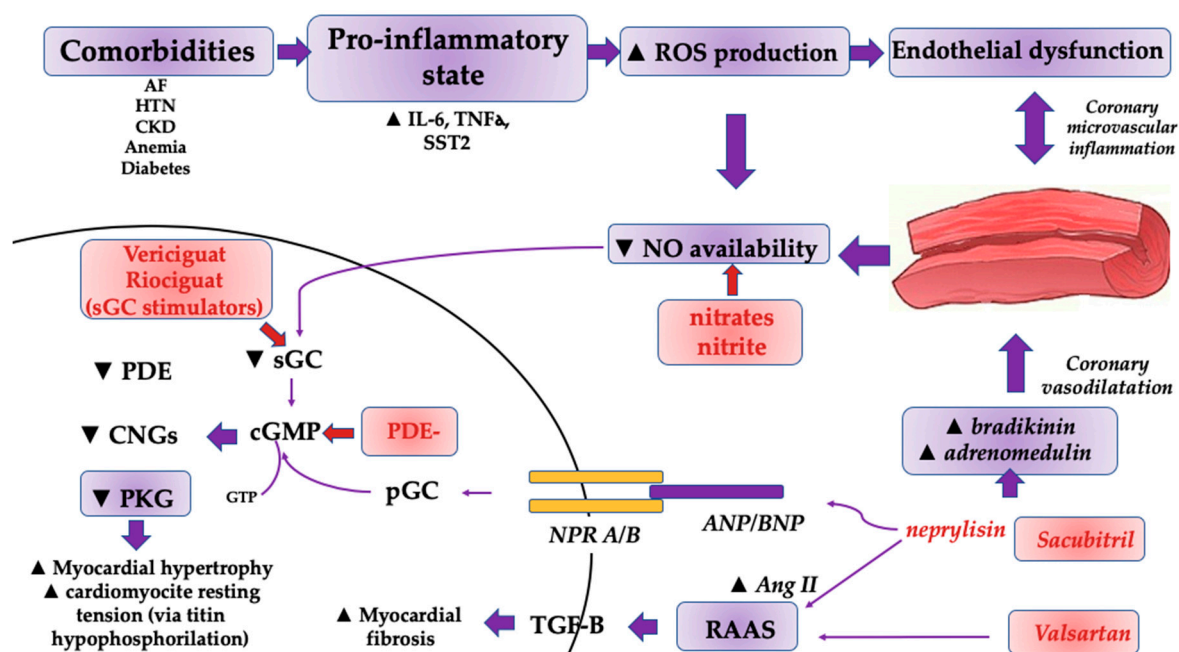 Comorbidities
AF
HTN
CKD
Anemia
Diabetes
Pro-inflammatory
state
▲ IL-6, TNFa,
SST2
▲ ROS production
Endothelial dysfunction
Coronary
microvascular
inflammation
Vericiguat
Riociguat
(sGC stimulators)
▼ NO availability
nitrates
nitrite
▼ sGC
▼ PDE
▼ CNGs
cGMP
PDE-
▼ PKG
GTP
pGC
NPR A/B
ANP/BNP
Coronary
vasodilatation
▲ bradikinin
▲ adrenomedulin
neprylisin
Sacubitril
▲ Myocardial hypertrophy
▲ cardiomyocite resting
tension (via titin
hypophosphorilation)
▲ Myocardial
fibrosis
TGF-B
▲ Ang II
RAAS
Valsartan